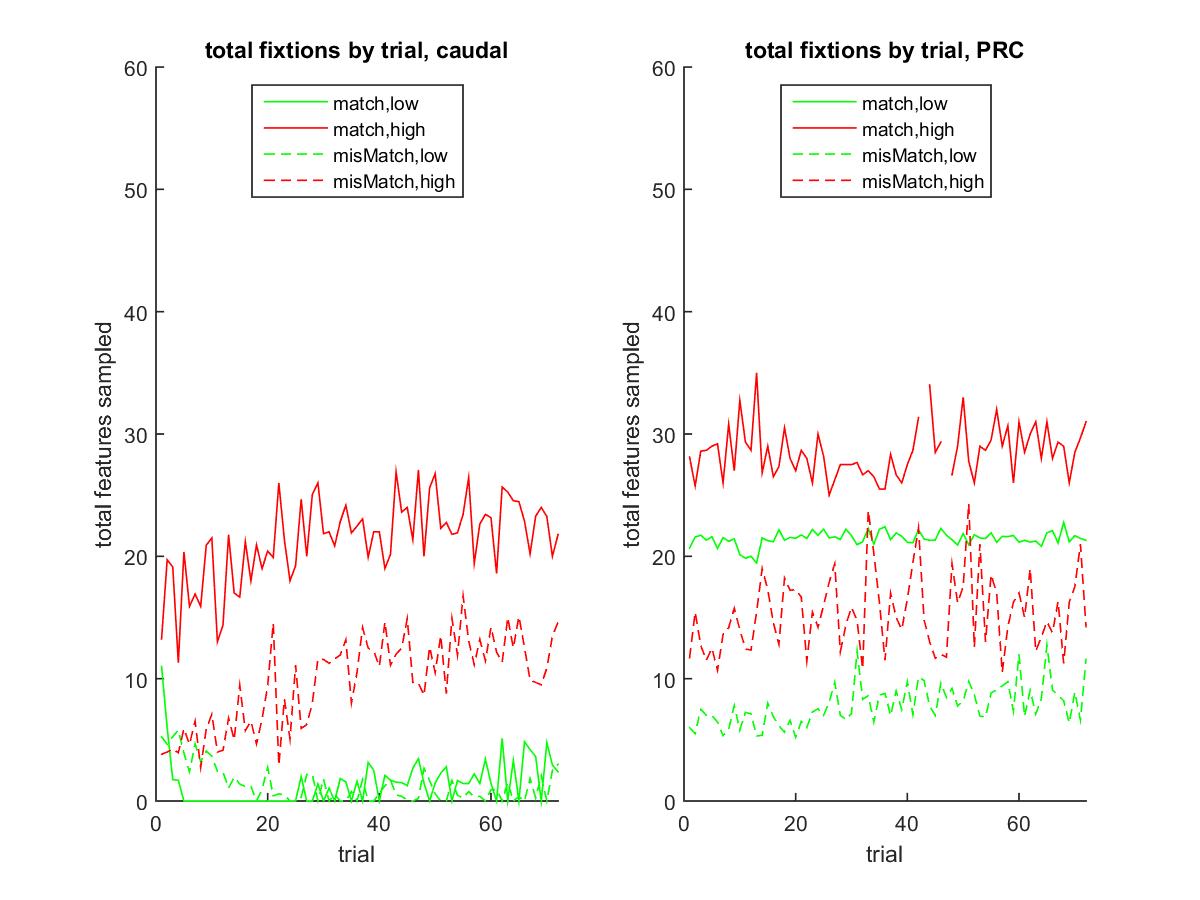 total fixtions by trial, caudal
60
50
40
30
20
10
0
0 20 40 60
total features sampled
trial
match,low
match,high
misMatch,low
misMatch,high
total fixtions by trial, PRC
60
50
40
30
20
10
0
0 20 40 60
total features sampled
trial
match,low
match,high
misMatch,low
misMatch,high